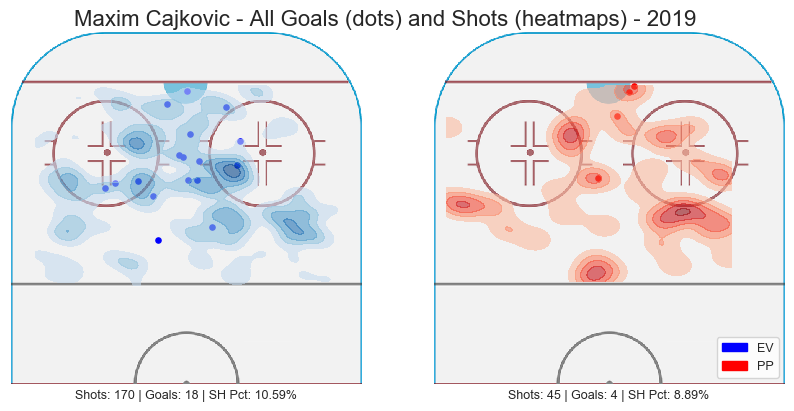 Maxim Cajkovic - All Goals (dots) and Shots (heatmaps) - 2019
EV
PP
Shots: 170 | Goals: 18 | SH Pct: 10.59%
Shots: 45 | Goals: 4 | SH Pct: 8.89%